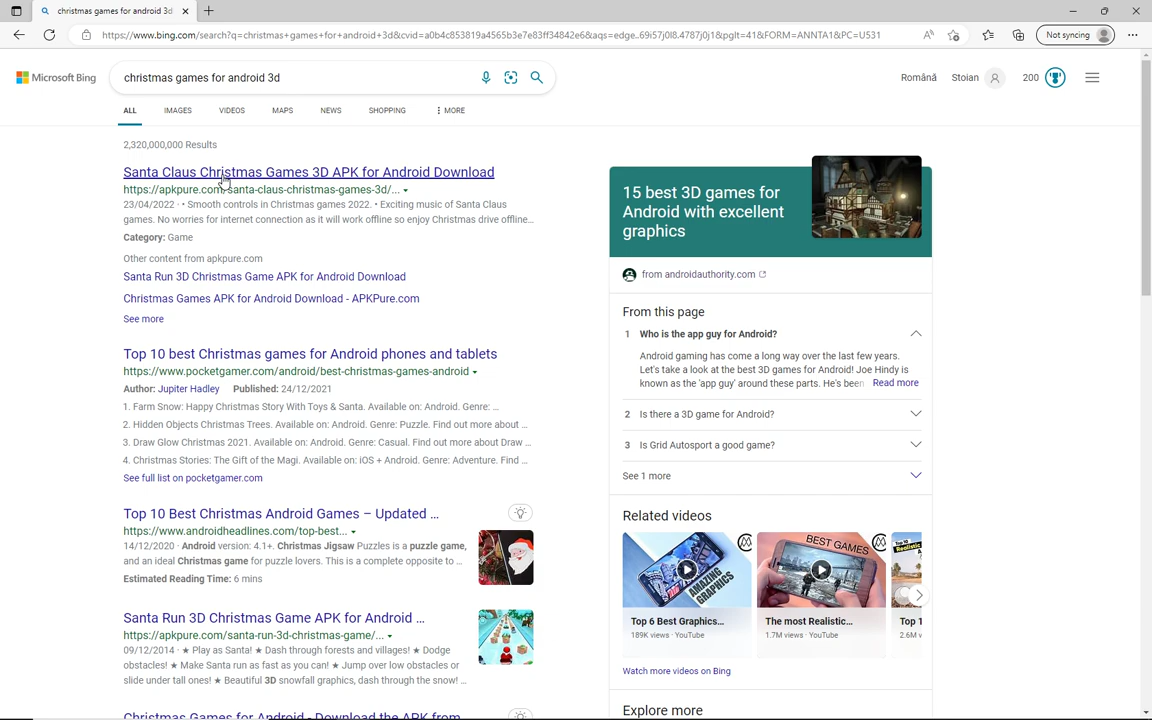 christmas games for android 3d
https://www.bing.com/search?q=christmas+games+for+android+3d&cvid=a0b4c853819a4565b3e7e83ff34842e6&aqs=edge..69i57j0l8.4787j0j1&pglt=41&FORM=ANNTA1&PC=U531
Not syncing
Microsoft Bing
christmas games for android 3d
Română
Stoian
200
ALL
IMAGES
VIDEOS
MAPS
NEWS
SHOPPING
MORE
2,320,000,000 Results
Santa Claus Christmas Games 3D APK for Android Download
https://apkpure.com/santa-claus-christmas-games-3d/...
23/04/2022 · • Smooth controls in Christmas games 2022. • Exciting music of Santa Claus
games. No worries for internet connection as it will work offline so enjoy Christmas drive offline...
Category: Game
Other content from apkpure.com
Santa Run 3D Christmas Game APK for Android Download
Christmas Games APK for Android Download - APKPure.com
See more
Top 10 best Christmas games for Android phones and tablets
https://www.pocketgamer.com/android/best-christmas-games-android
Author: Jupiter Hadley Published: 24/12/2021
1. Farm Snow: Happy Christmas Story With Toys & Santa. Available on: Android. Genre: ...
2. Hidden Objects Christmas Trees. Available on: Android. Genre: Puzzle. Find out more about ...
3. Draw Glow Christmas 2021. Available on: Android. Genre: Casual. Find out more about Draw ...
4. Christmas Stories: The Gift of the Magi. Available on: iOS + Android. Genre: Adventure. Find ...
See full list on pocketgamer.com
Top 10 Best Christmas Android Games – Updated ...
https://www.androidheadlines.com/top-best...
14/12/2020 · Android version: 4.1+. Christmas Jigsaw Puzzles is a puzzle game,
and an ideal Christmas game for puzzle lovers. This is a complete opposite to ...
Estimated Reading Time: 6 mins
Santa Run 3D Christmas Game APK for Android ...
https://apkpure.com/santa-run-3d-christmas-game/...
09/12/2014 · ★ Play as Santa! ★ Dash through forests and villages! ★ Dodge
obstacles! ★ Make Santa run as fast as you can! ★ Jump over low obstacles or
slide under tall ones! ★ Beautiful 3D snowfall graphics, dash through the snow! ...
Christmas Games for Android - Download the APK from
15 best 3D games for
Android with excellent
graphics
from androidauthority.com
From this page
1 Who is the app guy for Android?
Android gaming has come a long way over the last few years.
Let's take a look at the best 3D games for Android! Joe Hindy is
known as the 'app guy' around these parts. He's been Read more
2 Is there a 3D game for Android?
3 Is Grid Autosport a good game?
See 1 more
Related videos
AMAZING
GRAPHICS
BEST GAMES
Top 6 Best Graphics...
189K views · YouTube
The most Realistic...
1.7M views · YouTube
Top 1
2.6M v
Watch more videos on Bing
Explore more